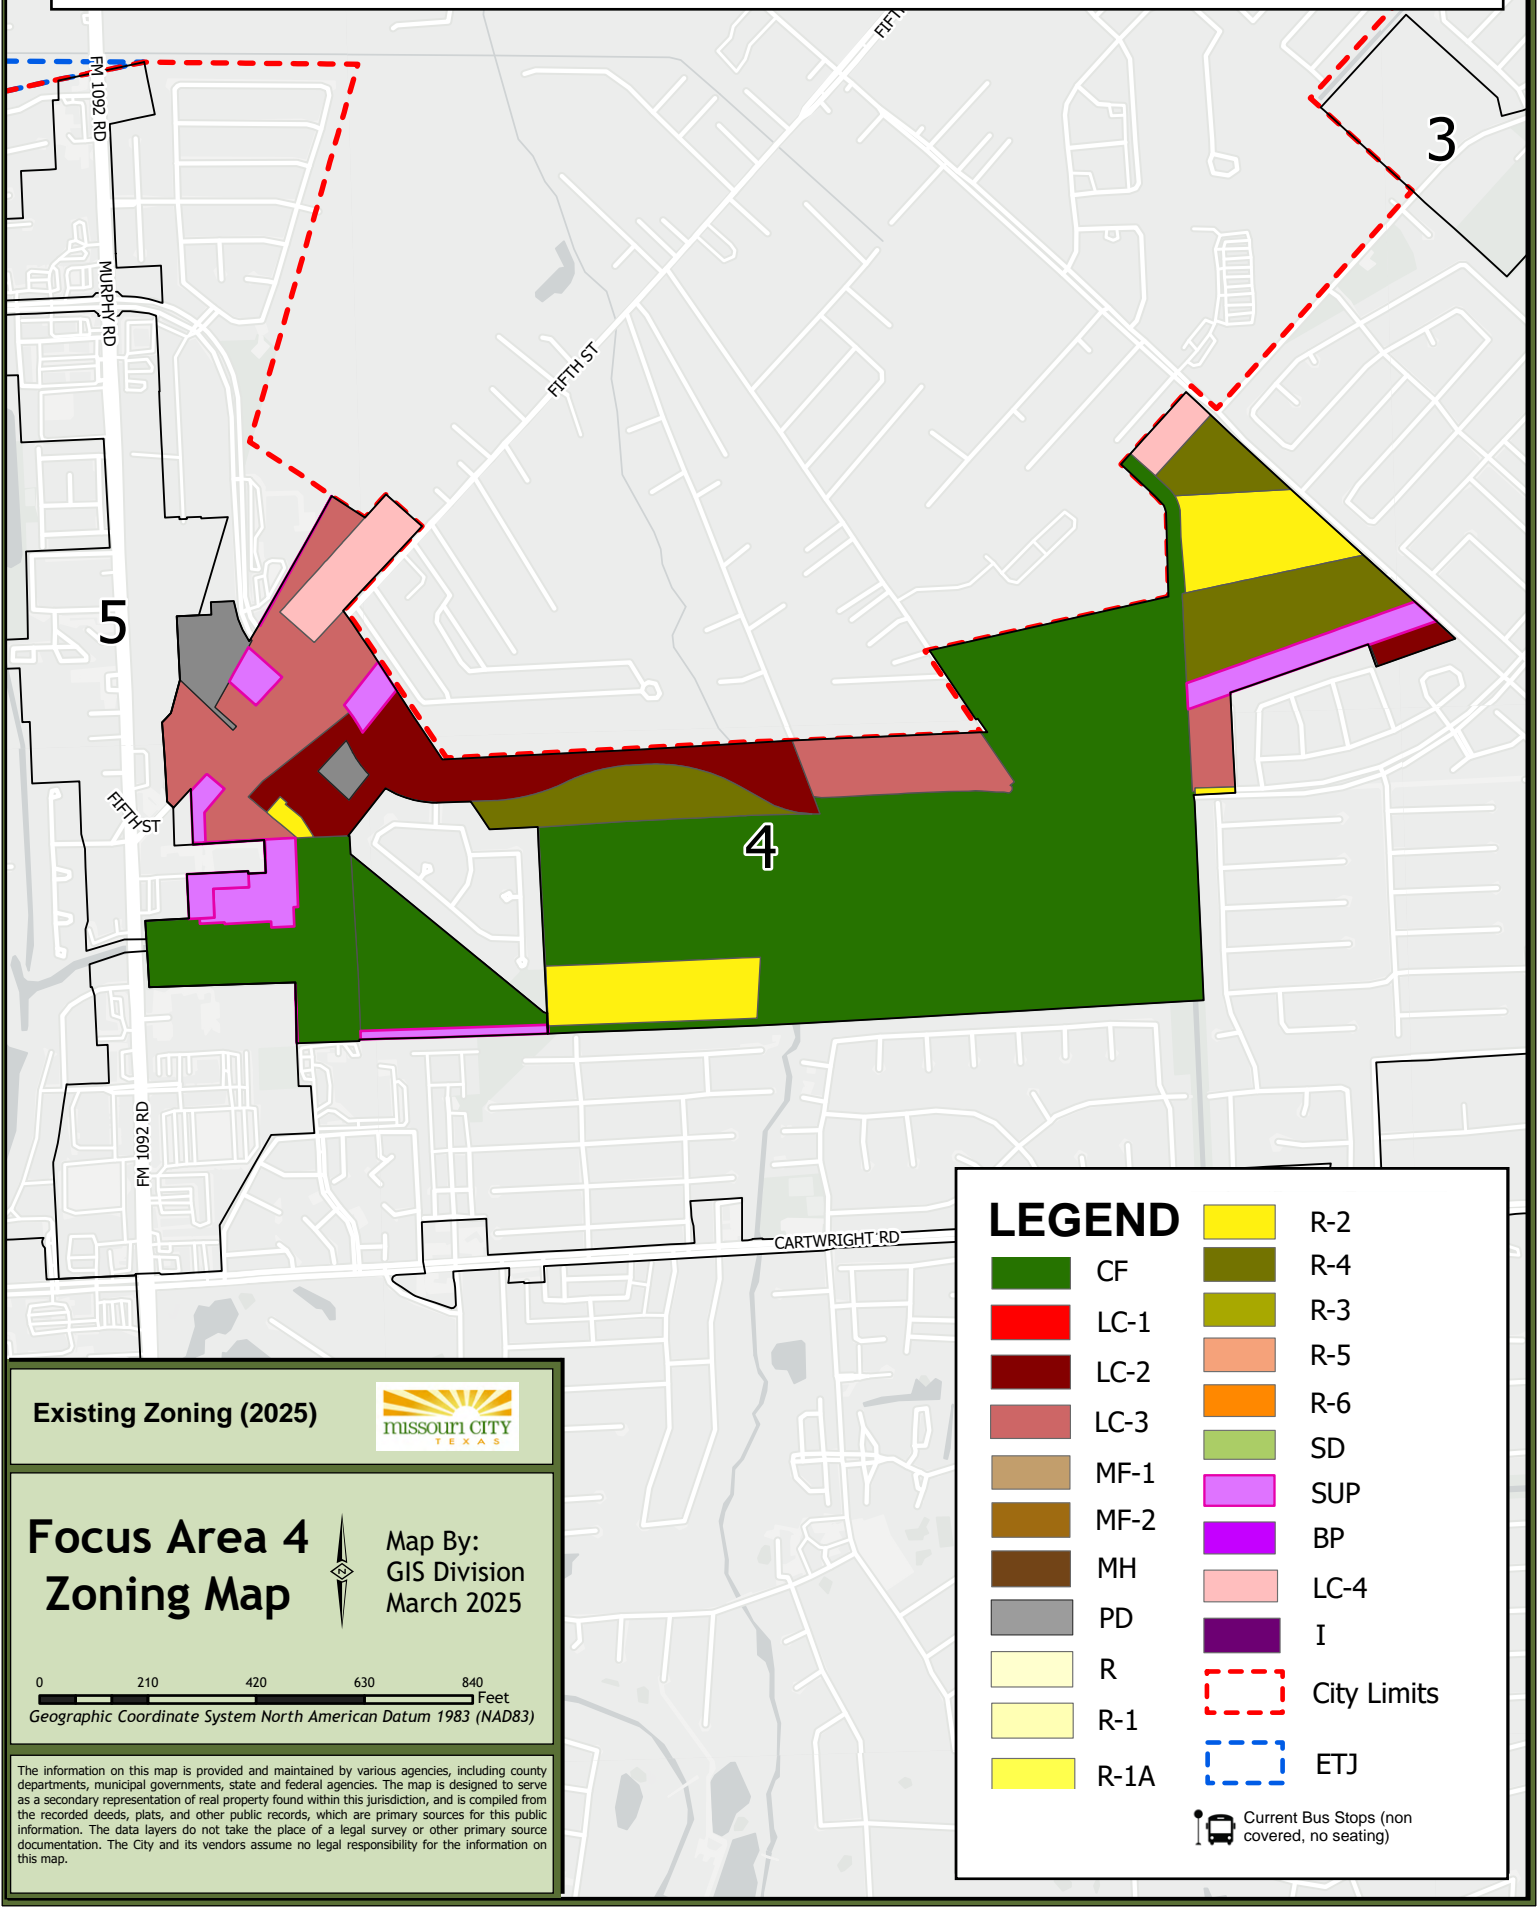 FIFTH
FM 1092 RD
3
MURPHY RD
FIFTH ST
5
FIFTH ST
4
FM 1092 RD
CARTWRIGHT RD
LEGEND
CF
LC-1
LC-2
LC-3
MF-1
MF-2
MH
PD
R
R-1
R-1A
R-2
R-4
R-3
R-5
R-6
SD
SUP
BP
LC-4
I
City Limits
ETJ
Current Bus Stops (non
covered, no seating)
Existing Zoning (2025)
missouri CITY
TEXAS
Focus Area 4
Zoning Map
N
Map By:
GIS Division
March 2025
0 210 420 630 840
Feet
Geographic Coordinate System North American Datum 1983 (NAD83)
The information on this map is provided and maintained by various agencies, including county
departments, municipal governments, state and federal agencies. The map is designed to serve
as a secondary representation of real property found within this jurisdiction, and is compiled from
the recorded deeds, plats, and other public records, which are primary sources for this public
information. The data layers do not take the place of a legal survey or other primary source
documentation. The City and its vendors assume no legal responsibility for the information on
this map.